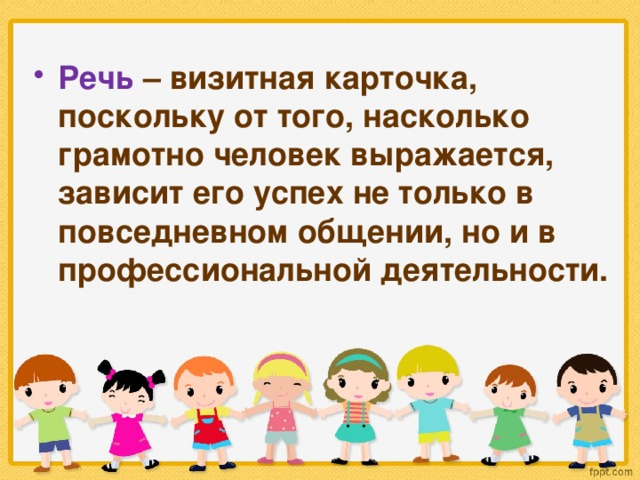 • Речь – визитная карточка,
поскольку от того, насколько
грамотно человек выражается,
зависит его успех не только в
повседневном общении, но и в
профессиональной деятельности.
fppt.com